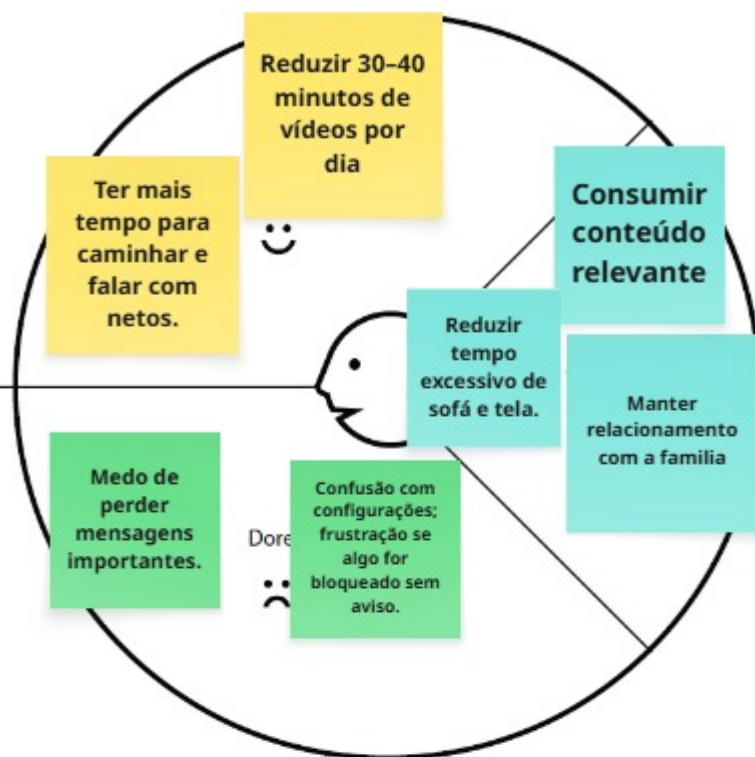 Reduzir 30–40
minutos de
vídeos por
dia
Ter mais
tempo para
caminhar e
falar com
netos.
Consumir
conteúdo
relevante
Reduzir
tempo
excessivo de
sofá e tela.
Manter
relacionamento
com a familia
Medo de
perder
mensagens
importantes.
Dore
Confusão com
configurações;
frustração se
algo for
bloqueado sem
aviso.